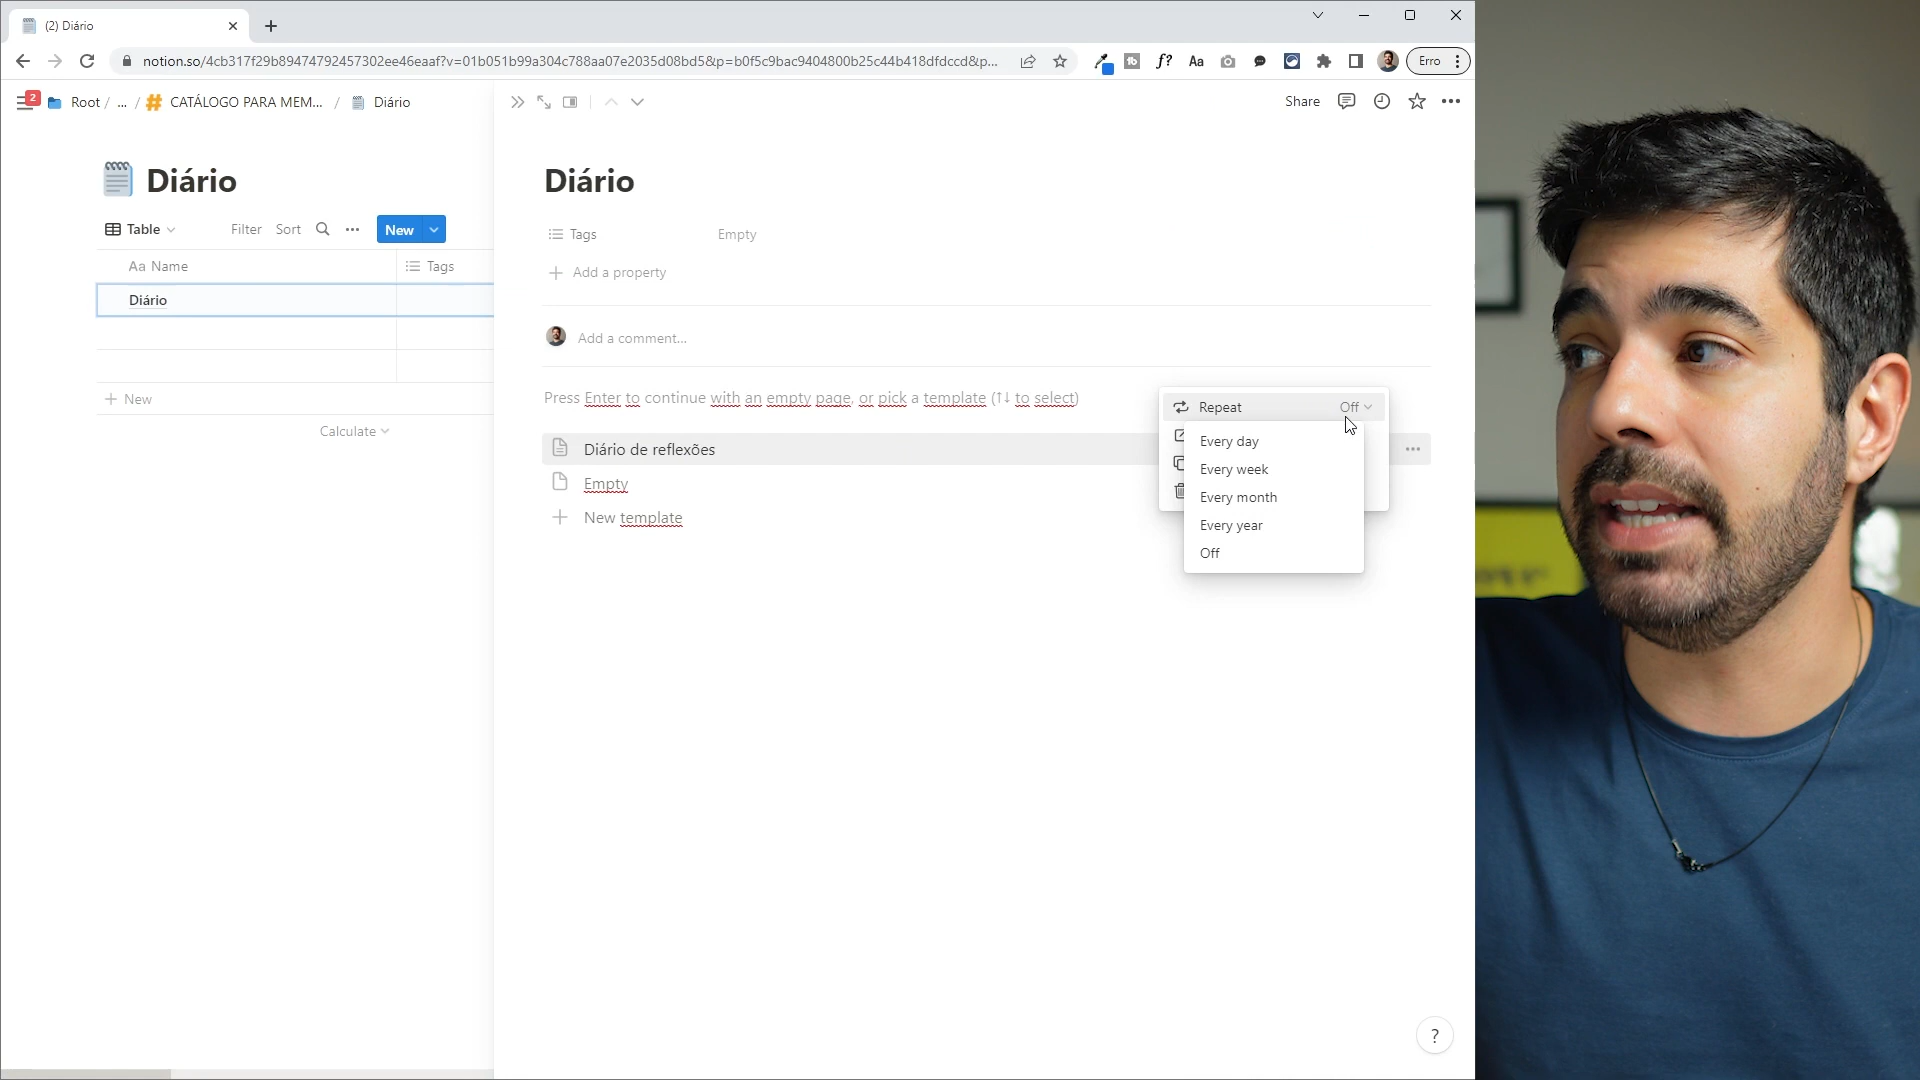 (2) Diário
notion.so/4cb317f29b89474792457302ee46eaaf?v=01b051b99a304c788aa07e2035d08bd5&p=b0f5c9bac9404800b25c44b418dfdccd&p...
f?
Aa
Erro
2
Root / ... / CATÁLOGO PARA MEM... / Diário
Share
Diário
Table
Filter
Sort
New
Aa Name
Tags
Diário
New
Calculate
Diário
Tags
Empty
Add a property
Add a comment...
Press Enter to continue with an empty page, or pick a template (↑↓ to select)
Diário de reflexões
Empty
New template
Repeat
Off
Every day
Every week
Every month
Every year
Off
?